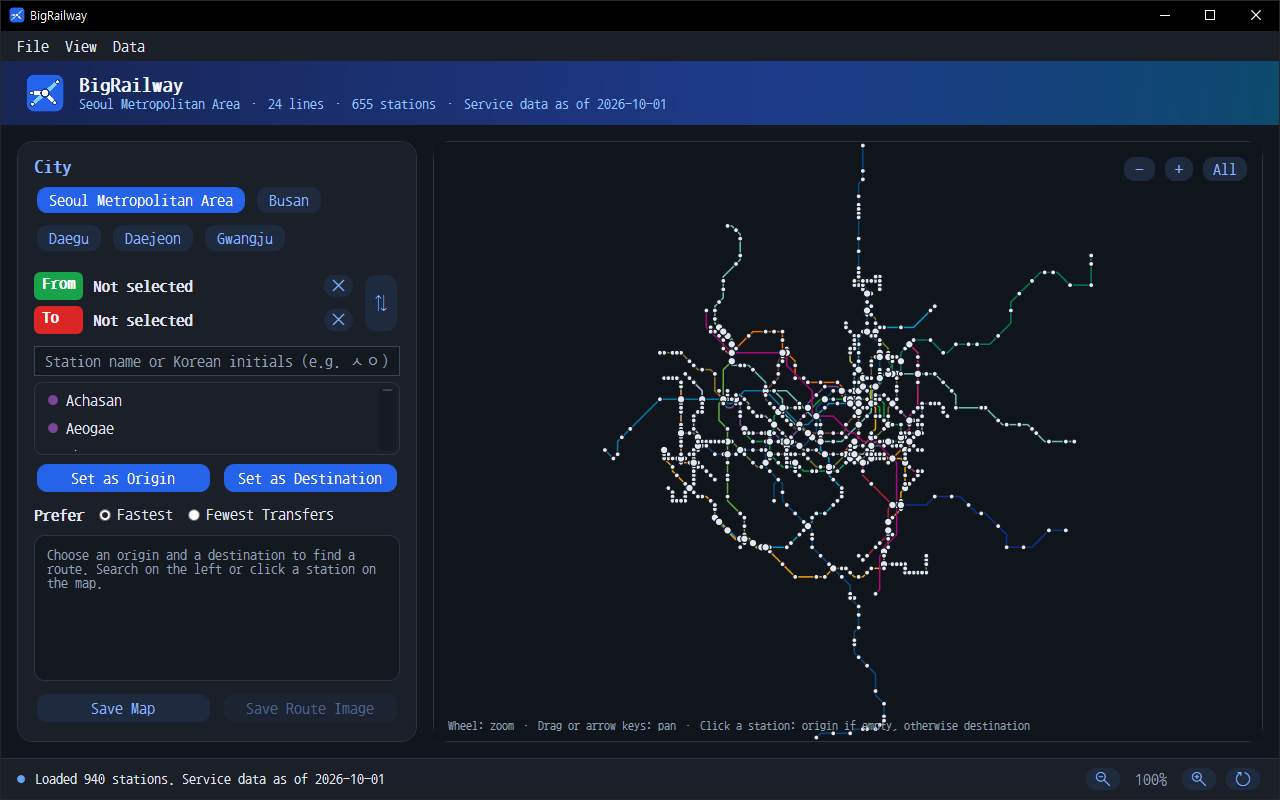 BigRailway
File View Data
BigRailway
Seoul Metropolitan Area · 24 lines · 655 stations · Service data as of 2026-10-01
City
Seoul Metropolitan Area
Busan
Daegu
Daejeon
Gwangju
From
Not selected
To
Not selected
Station name or Korean initials (e.g. ㅅㅇ)
Achasan
Aeogae
Set as Origin
Set as Destination
Prefer
Fastest
Fewest Transfers
Choose an origin and a destination to find a
route. Search on the left or click a station on
the map.
Save Map
Save Route Image
−
+
All
Wheel: zoom · Drag or arrow keys: pan · Click a station: origin if empty, otherwise destination
Loaded 940 stations. Service data as of 2026-10-01
100%